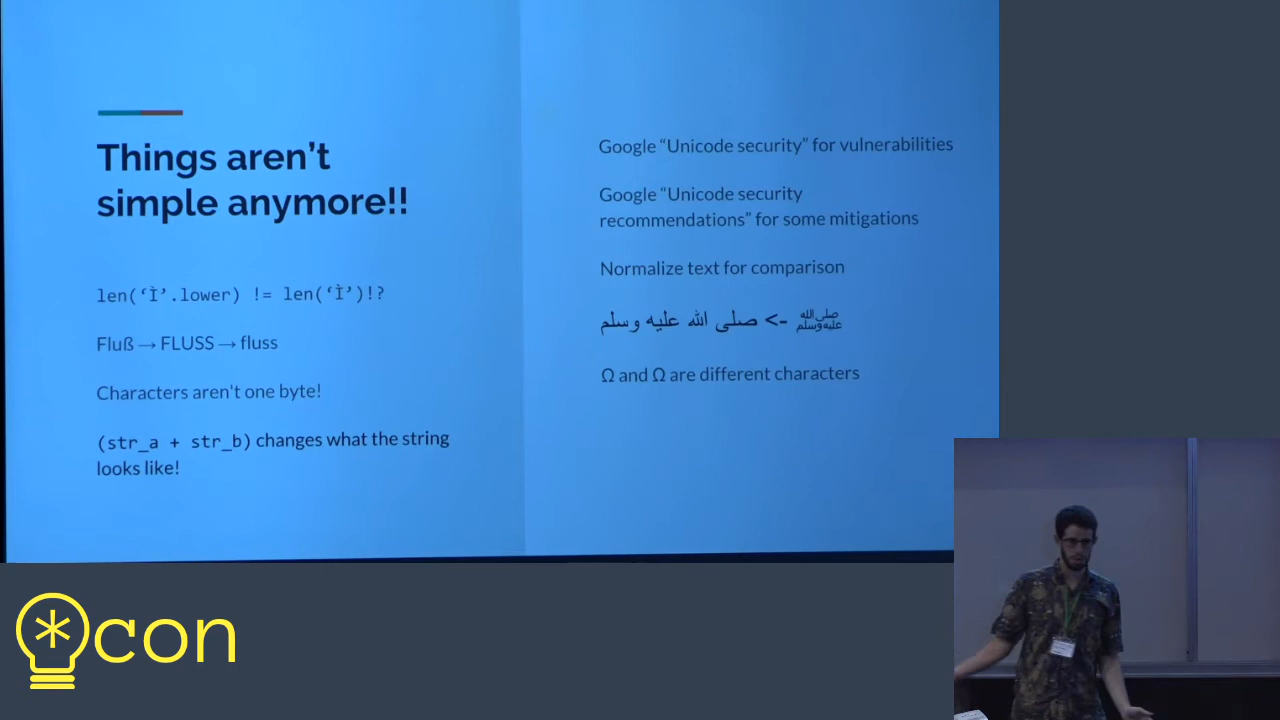 Things aren’t
simple anymore!!
len(‘Ì’.lower) != len(‘Ì’)!?
Fluß → FLUSS → fluss
Characters aren't one byte!
(str_a + str_b) changes what the string
looks like!
Google “Unicode security” for vulnerabilities
Google “Unicode security
recommendations” for some mitigations
Normalize text for comparison
ﷺ -> صلى الله عليه وسلم
Ω and Ω are different characters
*con